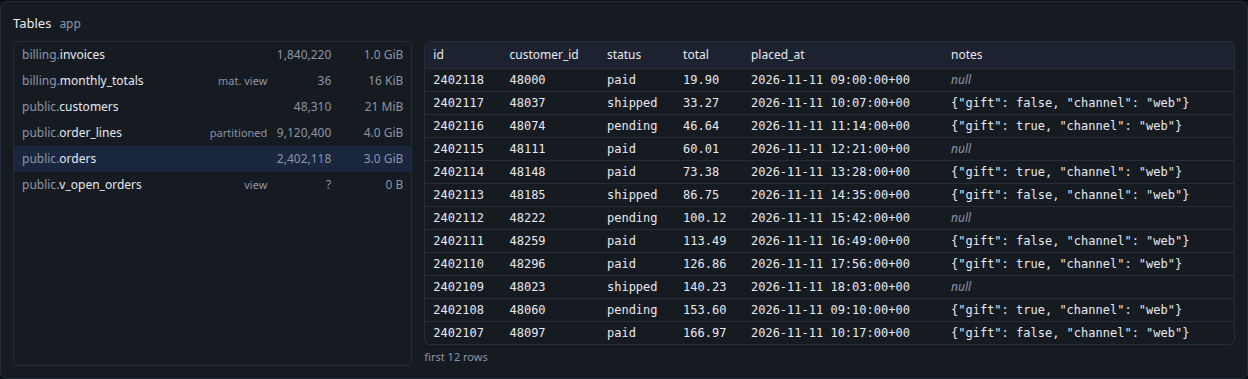 Tables app
billing.invoices 1,840,220 1.0 GiB
billing.monthly_totals mat. view 36 16 KiB
public.customers 48,310 21 MiB
public.order_lines partitioned 9,120,400 4.0 GiB
public.orders 2,402,118 3.0 GiB
public.v_open_orders view ? 0 B
id customer_id status total placed_at notes
2402118 48000 paid 19.90 2026-11-11 09:00:00+00 null
2402117 48037 shipped 33.27 2026-11-11 10:07:00+00 {"gift": false, "channel": "web"}
2402116 48074 pending 46.64 2026-11-11 11:14:00+00 {"gift": true, "channel": "web"}
2402115 48111 paid 60.01 2026-11-11 12:21:00+00 null
2402114 48148 paid 73.38 2026-11-11 13:28:00+00 {"gift": true, "channel": "web"}
2402113 48185 shipped 86.75 2026-11-11 14:35:00+00 {"gift": false, "channel": "web"}
2402112 48222 pending 100.12 2026-11-11 15:42:00+00 null
2402111 48259 paid 113.49 2026-11-11 16:49:00+00 {"gift": false, "channel": "web"}
2402110 48296 paid 126.86 2026-11-11 17:56:00+00 {"gift": true, "channel": "web"}
2402109 48023 shipped 140.23 2026-11-11 18:03:00+00 null
2402108 48060 pending 153.60 2026-11-11 09:10:00+00 {"gift": true, "channel": "web"}
2402107 48097 paid 166.97 2026-11-11 10:17:00+00 {"gift": false, "channel": "web"}
first 12 rows